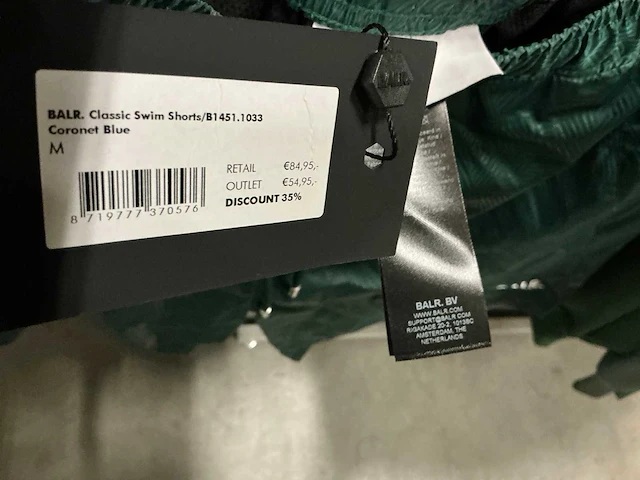 BALR. Classic Swim Shorts/B1451.1033
Coronet Blue
M
RETAIL €84,95,-
OUTLET €54,95,-
DISCOUNT 35%
8 719777 370576
BALR.
BALR. BV
WWW.BALR.COM
SUPPORT@BALR.COM
RIGAKADE 20-2, 1013BC
AMSTERDAM, THE
NETHERLANDS